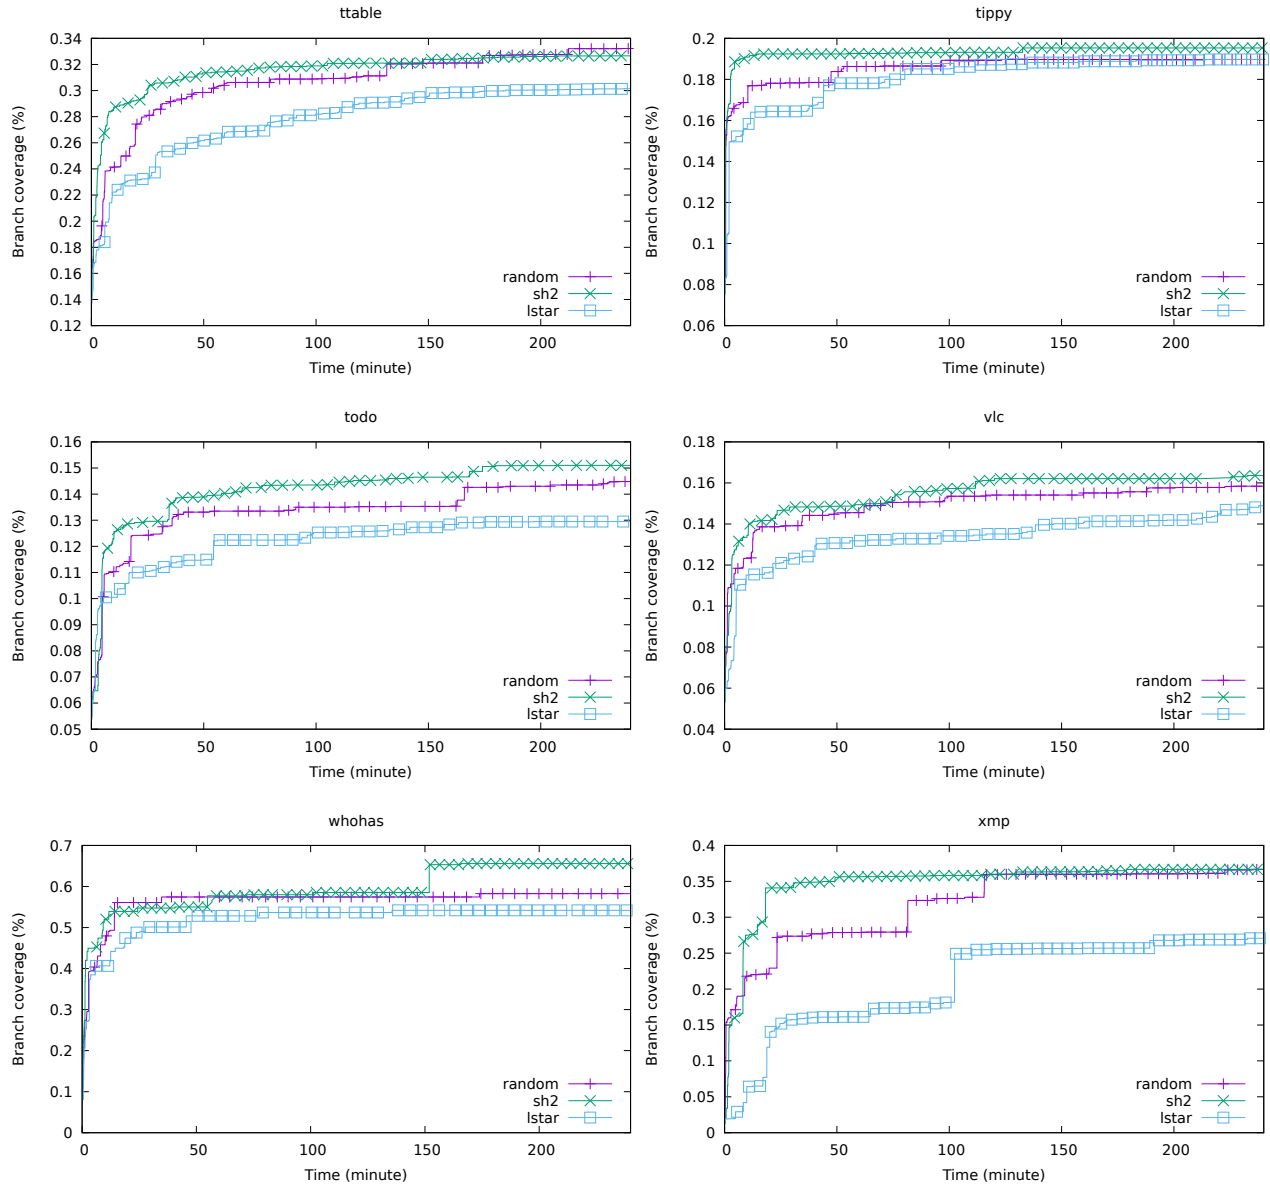 ttable
0.34
0.32
0.3
0.28
0.26
0.24
0.22
0.2
0.18
0.16
0.14
0.12
Branch coverage (%)
0 50 100 150 200
Time (minute)
random
sh2
lstar
tippy
0.2
0.18
0.16
0.14
0.12
0.1
0.08
0.06
Branch coverage (%)
0 50 100 150 200
Time (minute)
random
sh2
lstar
todo
0.16
0.15
0.14
0.13
0.12
0.11
0.1
0.09
0.08
0.07
0.06
0.05
Branch coverage (%)
0 50 100 150 200
Time (minute)
random
sh2
lstar
vlc
0.18
0.16
0.14
0.12
0.1
0.08
0.06
0.04
Branch coverage (%)
0 50 100 150 200
Time (minute)
random
sh2
lstar
whohas
0.7
0.6
0.5
0.4
0.3
0.2
0.1
0
Branch coverage (%)
0 50 100 150 200
Time (minute)
random
sh2
lstar
xmp
0.4
0.35
0.3
0.25
0.2
0.15
0.1
0.05
0
Branch coverage (%)
0 50 100 150 200
Time (minute)
random
sh2
lstar